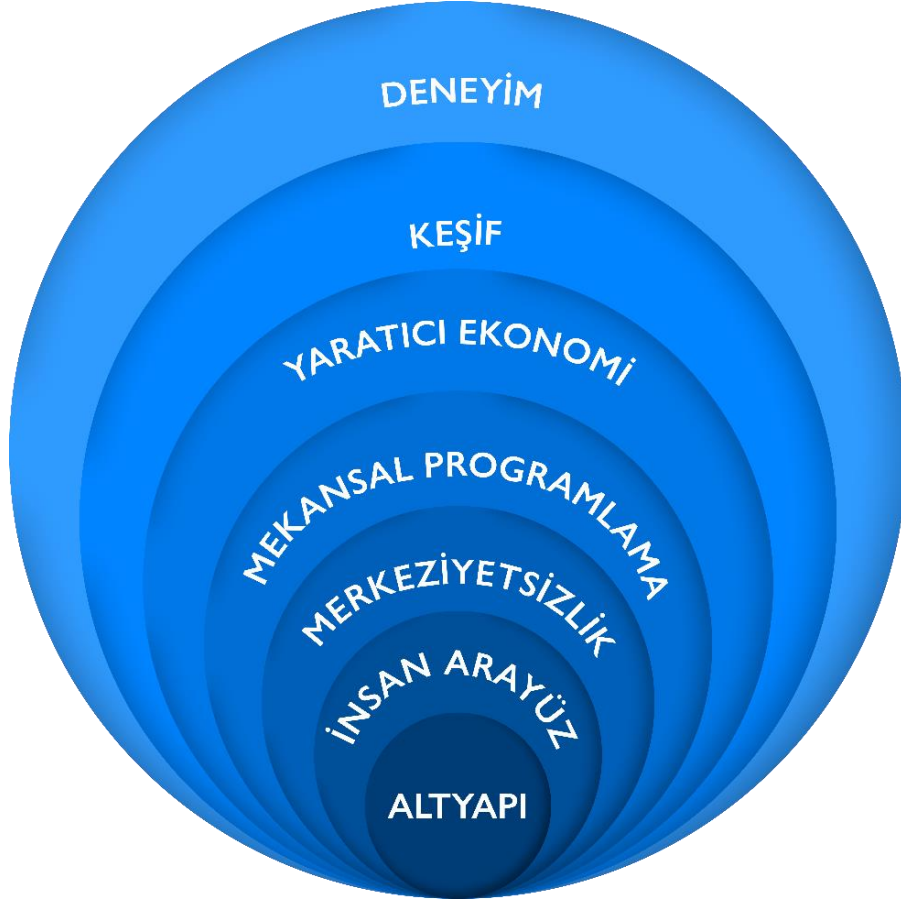 DENEYİM
KEŞİF
YARATICI EKONOMİ
MEKANSAL PROGRAMLAMA
MERKEZİYETSİZLİK
İNSAN ARAYÜZ
ALTYAPI